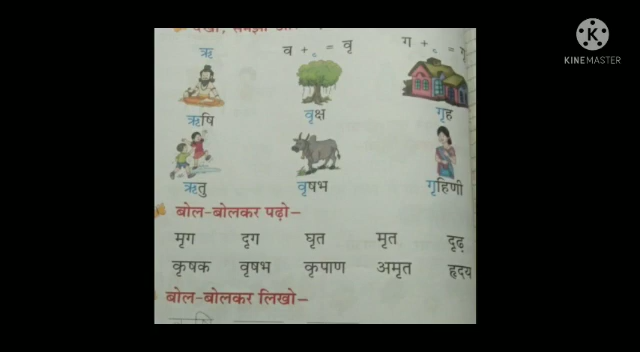 KINEMASTER
ऋ व + ृ = वृ ग + ृ =
ऋषि वृक्ष गृह
ऋतु वृषभ गृहिणी
बोल-बोलकर पढ़ो–
मृग दृग घृत मृत दृढ़
कृषक वृषभ कृपाण अमृत हृदय
बोल-बोलकर लिखो–